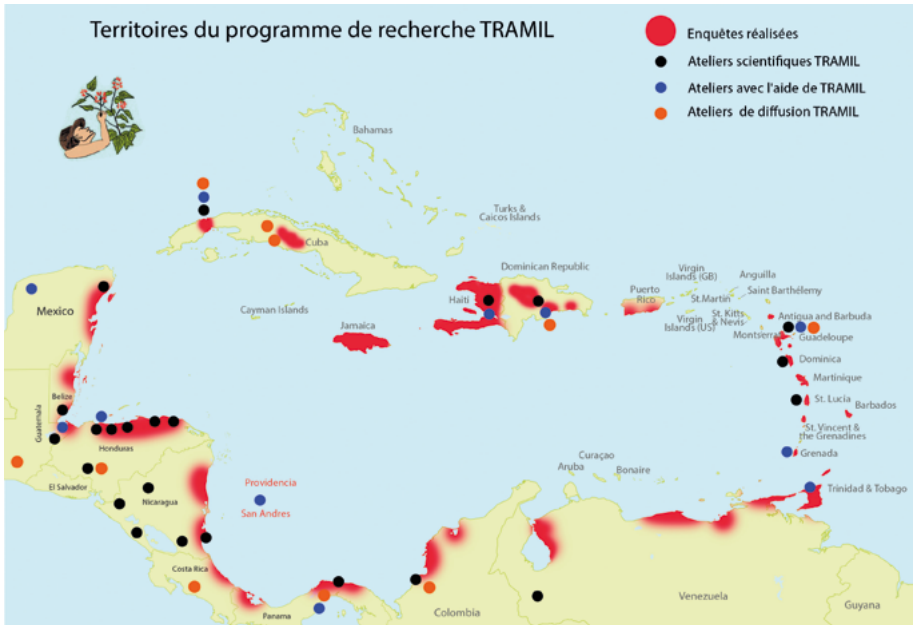 Territoires du programme de recherche TRAMIL
Enquêtes réalisées
Ateliers scientifiques TRAMIL
Ateliers avec l'aide de TRAMIL
Ateliers de diffusion TRAMIL
Bahamas
Turks &
Caicos Islands
Cuba
Dominican Republic
Virgin
Islands (GB)
Anguilla
Saint Barthélemy
Mexico
Cayman Islands
Haiti
Puerto
Rico
St.Martin
Jamaica
Virgin
Islands (US)
St. Kitts
& Nevis
Antigua and Barbuda
Montserrat
Guadeloupe
Dominica
Martinique
Belize
St. Lucia
Barbados
Guatemala
Honduras
St. Vincent &
the Grenadines
Grenada
Curaçao
Aruba
Bonaire
El Salvador
Nicaragua
Providencia
San Andres
Trinidad & Tobago
Costa Rica
Panama
Colombia
Venezuela
Guyana